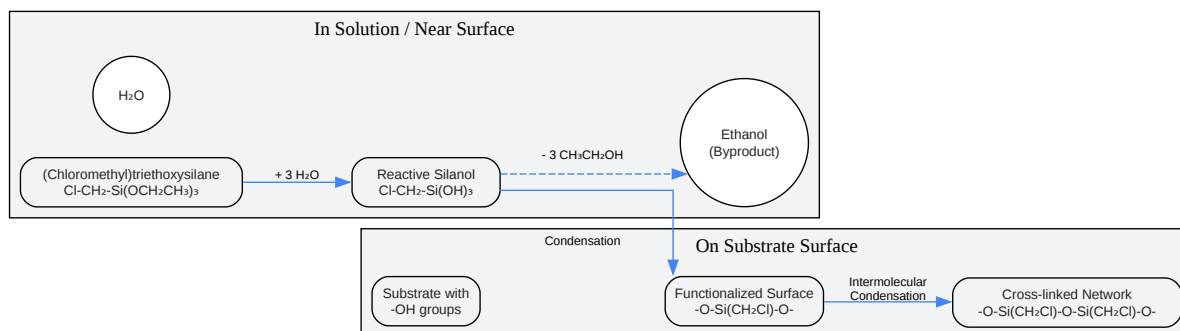 In Solution / Near Surface
H₂O
Ethanol
(Byproduct)
(Chloromethyl)triethoxysilane
Cl-CH₂-Si(OCH₂CH₃)₃
+ 3 H₂O
Reactive Silanol
Cl-CH₂-Si(OH)₃
- 3 CH₃CH₂OH
Condensation
On Substrate Surface
Substrate with
-OH groups
Functionalized Surface
-O-Si(CH₂Cl)-O-
Intermolecular
Condensation
Cross-linked Network
-O-Si(CH₂Cl)-O-Si(CH₂Cl)-O-